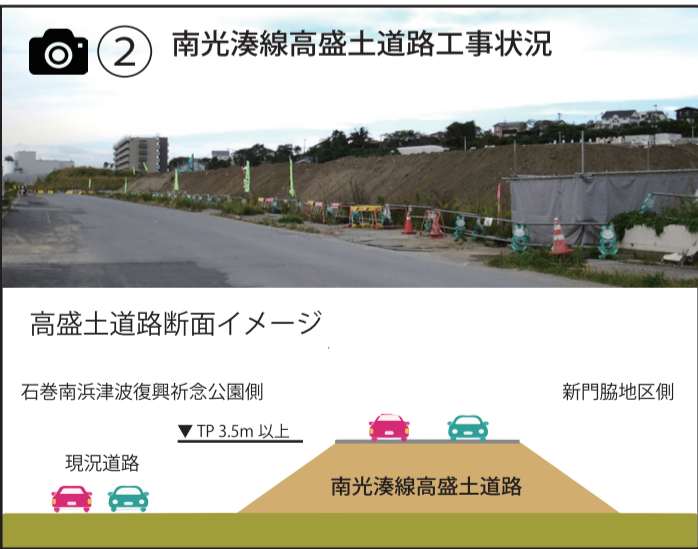 ② 南光湊線高盛土道路工事状況
高盛土道路断面イメージ
石巻南浜津波復興祈念公園側
新門脇地区側
▼TP 3.5m 以上
現況道路
南光湊線高盛土道路